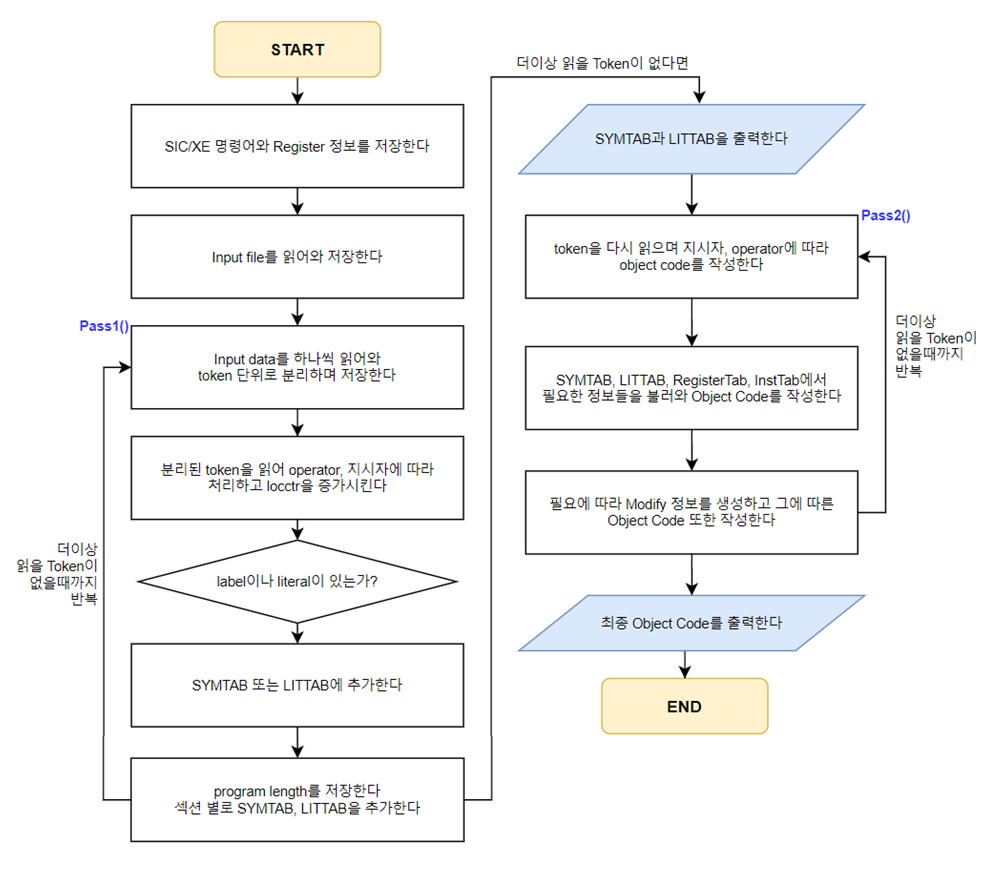 START
SIC/XE 명령어와 Register 정보를 저장한다
Input file를 읽어와 저장한다
Pass1()
Input data를 하나씩 읽어와
token 단위로 분리하며 저장한다
분리된 token을 읽어 operator, 지시자에 따라
처리하고 locctr을 증가시킨다
label이나 literal이 있는가?
더이상
읽을 Token이
없을때까지
반복
SYMTAB 또는 LITTAB에 추가한다
program length를 저장한다
섹션 별로 SYMTAB, LITTAB을 추가한다
더이상 읽을 Token이 없다면
SYMTAB과 LITTAB을 출력한다
Pass2()
token을 다시 읽으며 지시자, operator에 따라
object code를 작성한다
SYMTAB, LITTAB, RegisterTab, InstTab에서
필요한 정보들을 불러와 Object Code를 작성한다
필요에 따라 Modify 정보를 생성하고 그에 따른
Object Code 또한 작성한다
더이상
읽을 Token이
없을때까지
반복
최종 Object Code를 출력한다
END